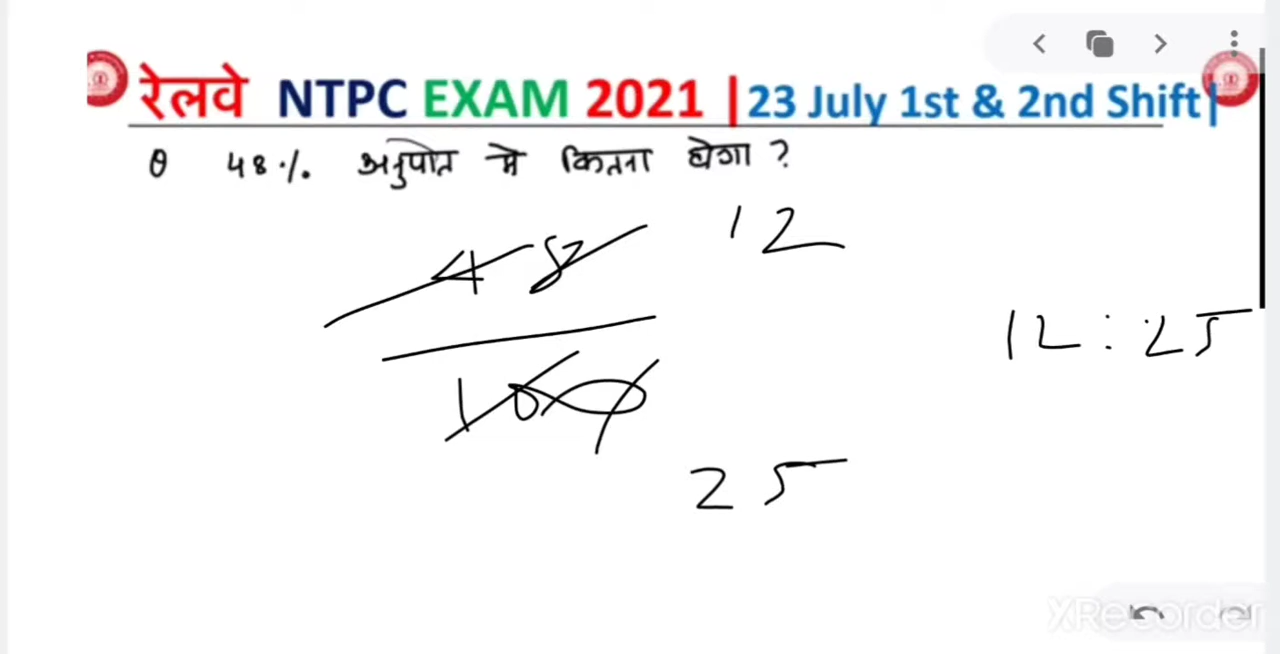 रेलवे NTPC EXAM 2021 | 23 July 1st & 2nd Shift|
θ 48·/. अनुपात मे कितना होगा ?
48 12
100
12 : 25
25
XRecorder